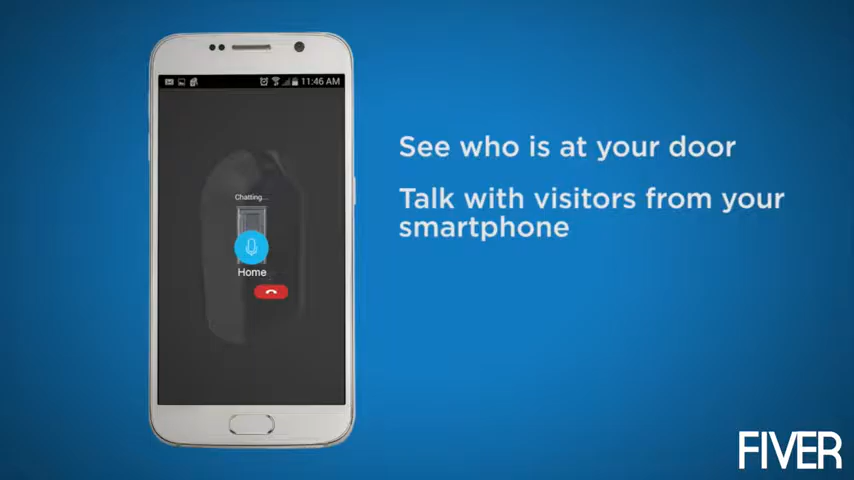 11:46 AM
Chatting...
Home
See who is at your door
Talk with visitors from your
smartphone
FIVER